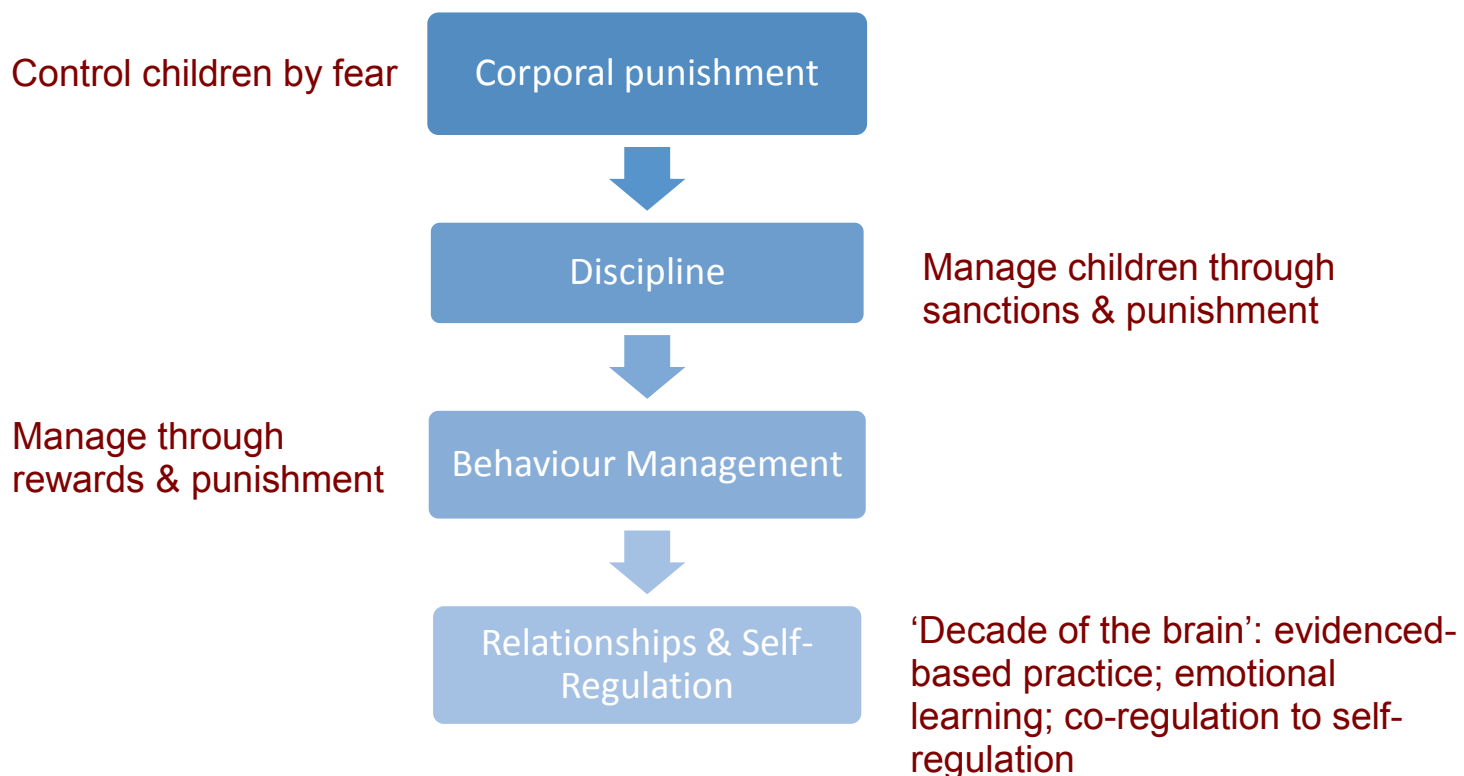 Control children by fear
Corporal punishment
Discipline
Manage children through
sanctions & punishment
Manage through
rewards & punishment
Behaviour Management
Relationships & Self-
Regulation
‘Decade of the brain’: evidenced-
based practice; emotional
learning; co-regulation to self-
regulation